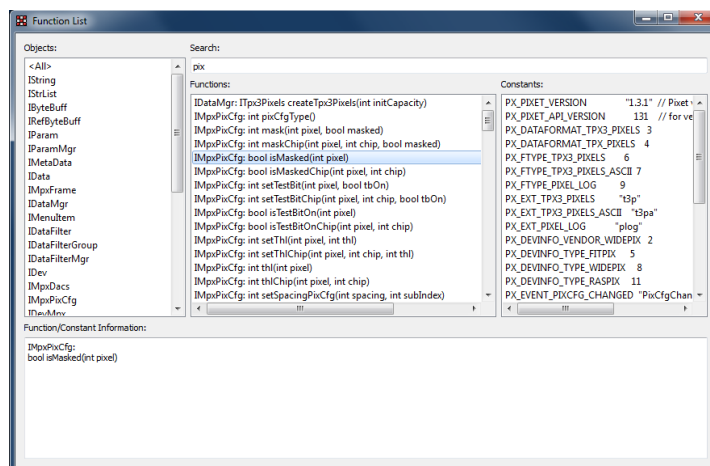 Function List
Objects:
<All>
IString
IStrList
IByteBuff
IRefByteBuff
IParam
IParamMgr
IMetaData
IData
IMpxFrame
IDataMgr
IMenuItem
IDataFilter
IDataFilterGroup
IDataFilterMgr
IDev
IMpxDacs
IMpxPixCfg
IDevMpx
Search:
pix
Functions:
IDataMgr: ITpx3Pixels createTpx3Pixels(int initCapacity)
IMpxPixCfg: int pixCfgType()
IMpxPixCfg: int mask(int pixel, bool masked)
IMpxPixCfg: int maskChip(int pixel, int chip, bool masked)
IMpxPixCfg: bool isMasked(int pixel)
IMpxPixCfg: bool isMaskedChip(int pixel, int chip)
IMpxPixCfg: int setTestBit(int pixel, bool tbOn)
IMpxPixCfg: int setTestBitChip(int pixel, int chip, bool tbOn)
IMpxPixCfg: bool isTestBitOn(int pixel)
IMpxPixCfg: bool isTestBitOnChip(int pixel, int chip)
IMpxPixCfg: int setThl(int pixel, int thl)
IMpxPixCfg: int setThlChip(int pixel, int chip, int thl)
IMpxPixCfg: int thl(int pixel)
IMpxPixCfg: int thlChip(int pixel, int chip)
IMpxPixCfg: int setSpacingPixCfg(int spacing, int subIndex)
Constants:
PX_PIXET_VERSION "1.3.1" // Pixet v
PX_PIXET_API_VERSION 131 // for ve
PX_DATAFORMAT_TPX3_PIXELS 3
PX_DATAFORMAT_TPX_PIXELS 4
PX_FTYPE_TPX3_PIXELS 6
PX_FTYPE_TPX3_PIXELS_ASCII 7
PX_FTYPE_PIXEL_LOG 9
PX_EXT_TPX3_PIXELS "t3p"
PX_EXT_TPX3_PIXELS_ASCII "t3pa"
PX_EXT_PIXEL_LOG "plog"
PX_DEVINFO_VENDOR_WIDEPIX 2
PX_DEVINFO_TYPE_FITPIX 5
PX_DEVINFO_TYPE_WIDEPIX 8
PX_DEVINFO_TYPE_RASPIX 11
PX_EVENT_PIXCFG_CHANGED "PixCfgChan
Function/Constant Information:
IMpxPixCfg:
bool isMasked(int pixel)